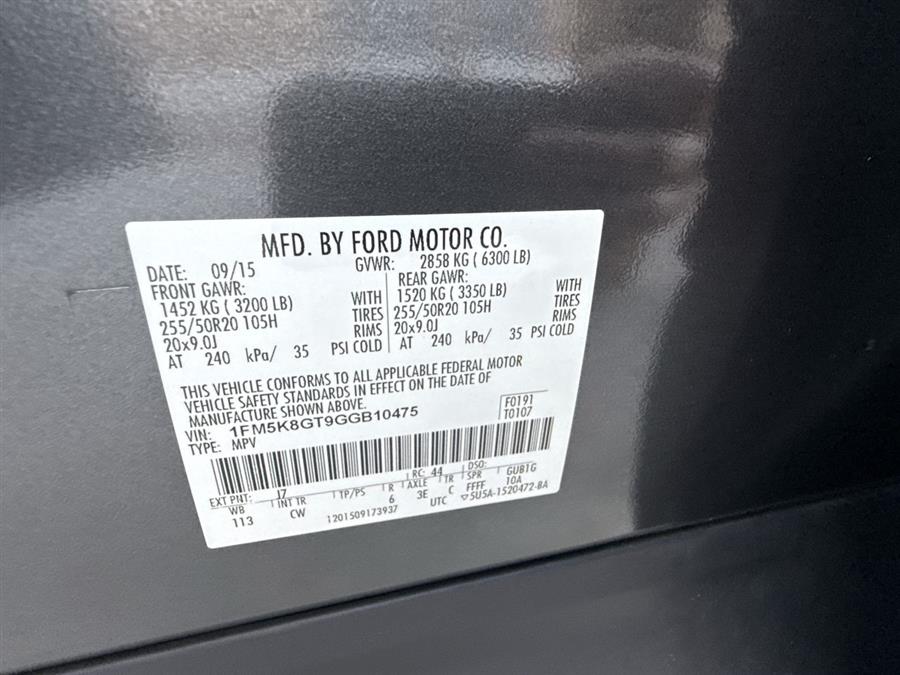 MFD. BY FORD MOTOR CO.
DATE: 09/15 GVWR: 2858 KG ( 6300 LB)
FRONT GAWR: REAR GAWR:
1452 KG ( 3200 LB) WITH 1520 KG ( 3350 LB) WITH
255/50R20 105H TIRES 255/50R20 105H TIRES
20x9.0J RIMS 20x9.0J RIMS
AT 240 kPa/ 35 PSI COLD AT 240 kPa/ 35 PSI COLD
THIS VEHICLE CONFORMS TO ALL APPLICABLE FEDERAL MOTOR
VEHICLE SAFETY STANDARDS IN EFFECT ON THE DATE OF
MANUFACTURE SHOWN ABOVE.
F0191
T0107
VIN: 1FM5K8GT9GGB10475
TYPE: MPV
EXT PNT: J7 RC: 44 DSO:
WB INT TR TP/PS R AXLE TR SPR GUB1G
113 CW 6 3E C FFFF 10A
1201509173937 UTC ▽5U5A-1520472-BA